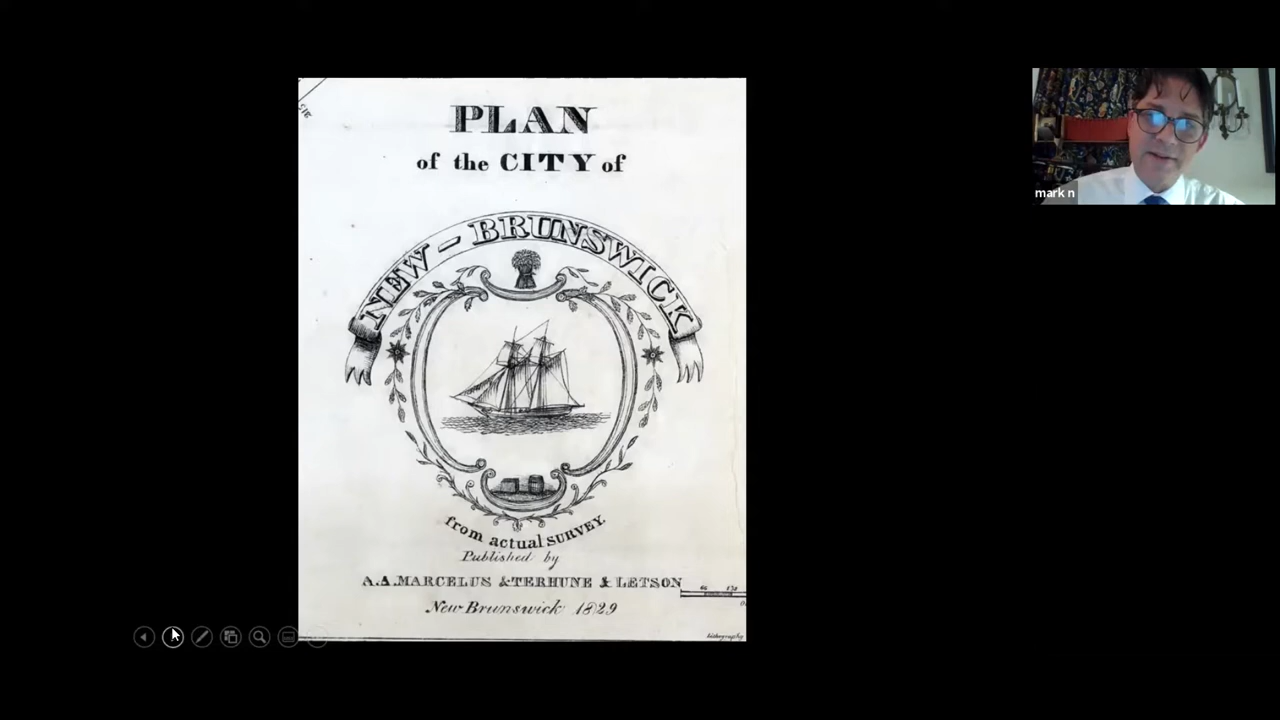 PLAN
of the CITY of
NEW-BRUNSWICK
from actual SURVEY.
Published by
A.A.MARCELUS &TERHUNE & LETSON
New Brunswick 1829
lithography
mark n